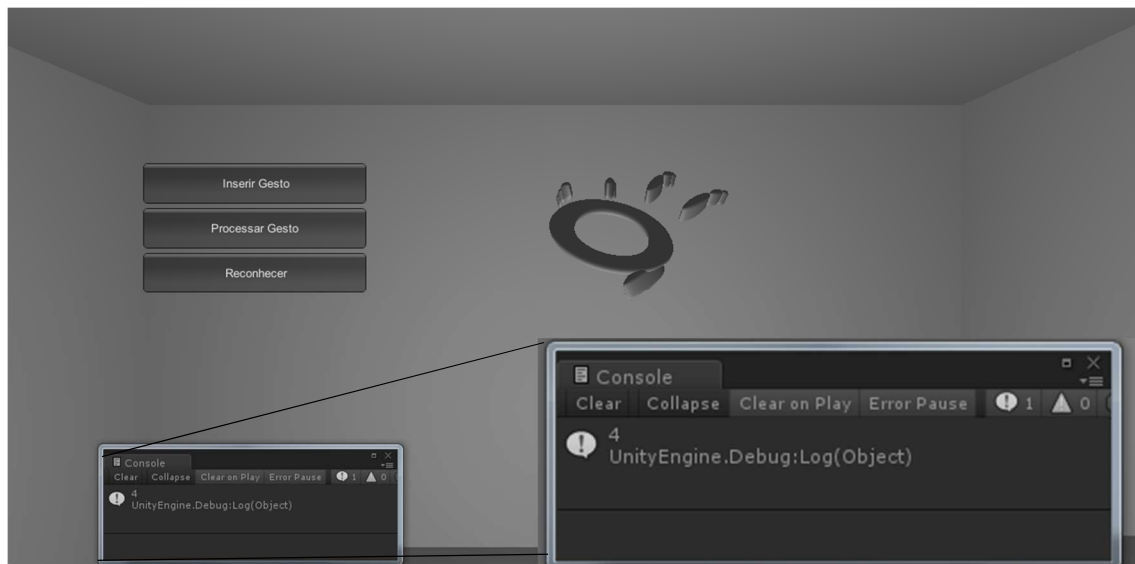 Inserir Gesto
Processar Gesto
Reconhecer
Console
Clear Collapse Clear on Play Error Pause 1 0
4
UnityEngine.Debug:Log(Object)
Console
Clear Collapse Clear on Play Error Pause 1 0
4
UnityEngine.Debug:Log(Object)